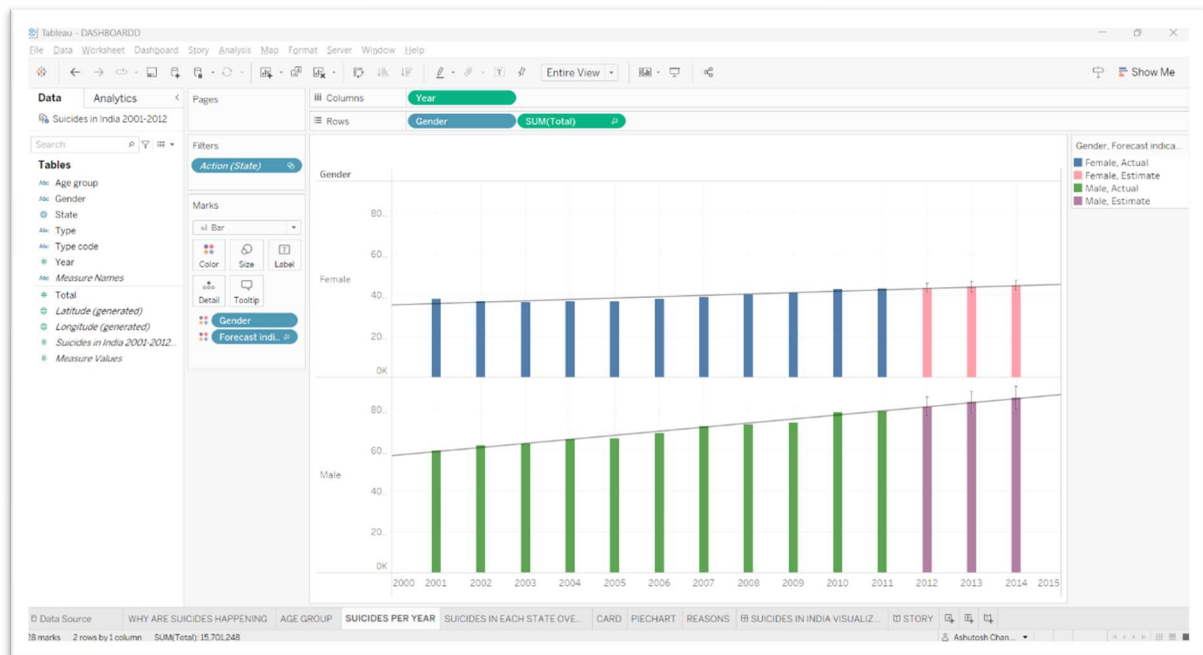 Tableau - DASHBOARDD
File Data Worksheet Dashboard Story Analysis Map Format Server Window Help
Entire View
Show Me
Data Analytics
Suicides in India 2001-2012
Search
Tables
Abc Age group
Abc Gender
State
Abc Type
Abc Type code
# Year
Abc Measure Names
# Total
Latitude (generated)
Longitude (generated)
# Suicides in India 2001-2012...
# Measure Values
Pages
Filters
Action (State)
Marks
Bar
Color Size Label
Detail Tooltip
Gender
Forecast indi..
Columns Year
Rows Gender SUM(Total)
Gender
Female
80..
60..
40..
20..
0K
Male
80..
60..
40..
20..
0K
2000 2001 2002 2003 2004 2005 2006 2007 2008 2009 2010 2011 2012 2013 2014 2015
Gender, Forecast indica...
Female, Actual
Female, Estimate
Male, Actual
Male, Estimate
Data Source WHY ARE SUICIDES HAPPENING AGE GROUP SUICIDES PER YEAR SUICIDES IN EACH STATE OVE... CARD PIECHART REASONS SUICIDES IN INDIA VISUALIZ... STORY
28 marks 2 rows by 1 column SUM(Total): 15,701,248 Ashutosh Chan...